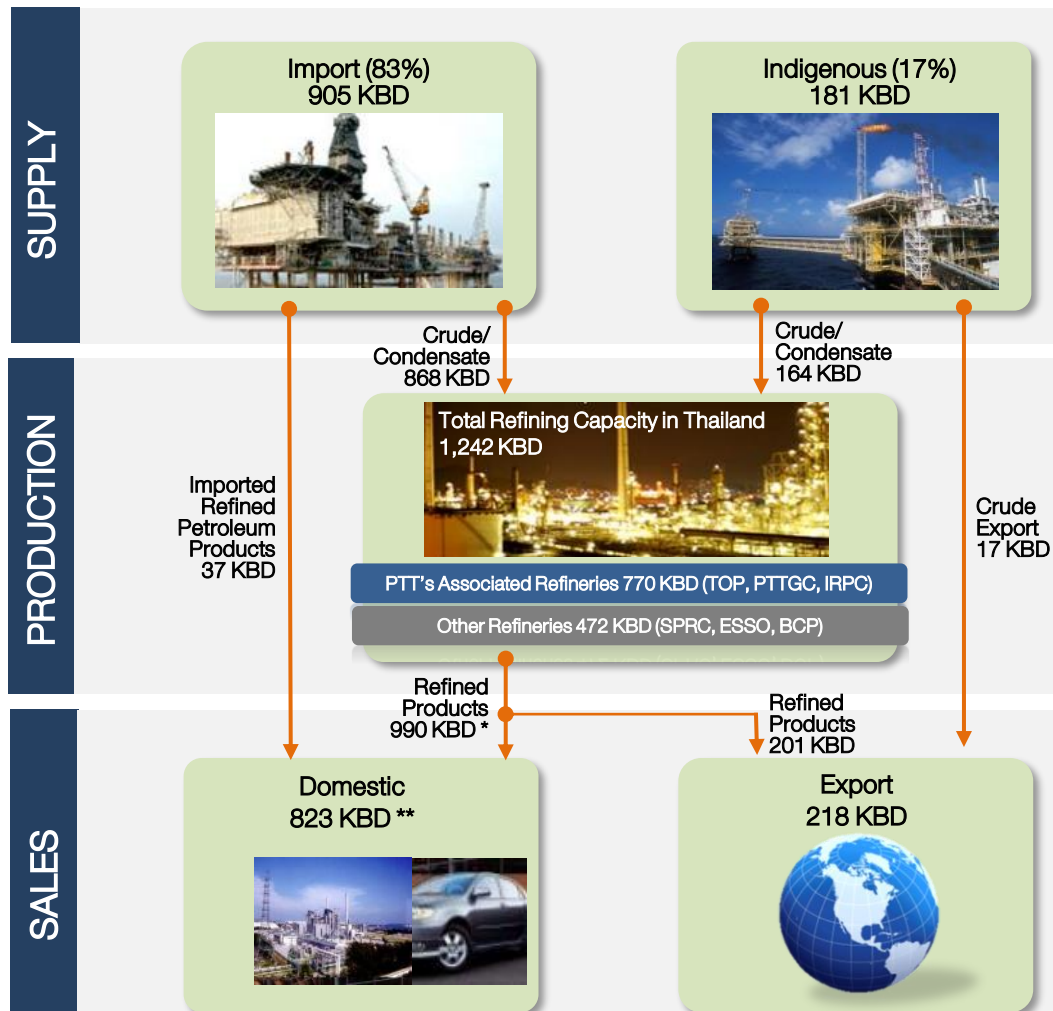 SUPPLY
Import (83%)
905 KBD
Indigenous (17%)
181 KBD
Crude/
Condensate
868 KBD
Crude/
Condensate
164 KBD
PRODUCTION
Total Refining Capacity in Thailand
1,242 KBD
Imported
Refined
Petroleum
Products
37 KBD
Crude
Export
17 KBD
PTT's Associated Refineries 770 KBD (TOP, PTTGC, IRPC)
Other Refineries 472 KBD (SPRC, ESSO, BCP)
Refined
Products
990 KBD *
Refined
Products
201 KBD
SALES
Domestic
823 KBD **
Export
218 KBD